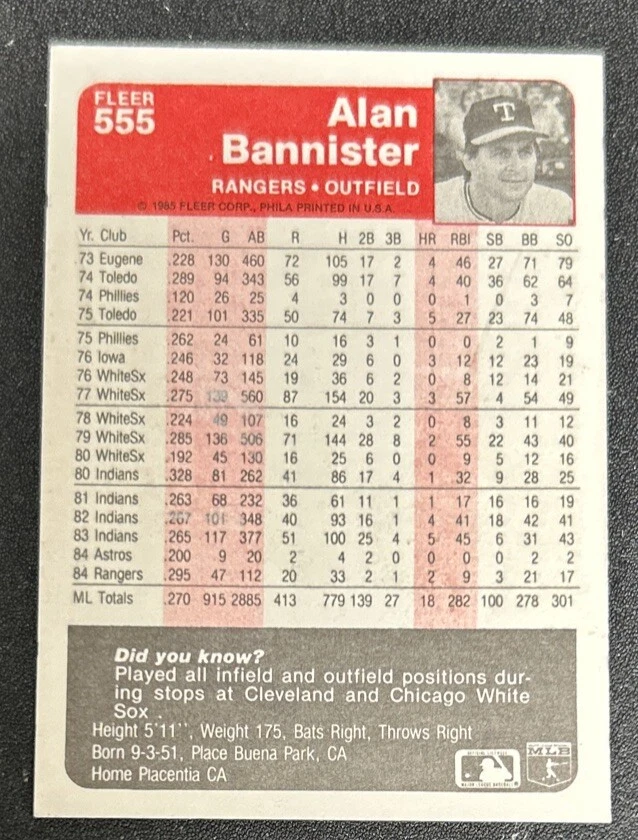 FLEER
555
Alan
Bannister
RANGERS • OUTFIELD
© 1985 FLEER CORP., PHILA PRINTED IN U.S.A.
T
Yr. Club Pct. G AB R H 2B 3B HR RBI SB BB SO
73 Eugene .228 130 460 72 105 17 2 4 46 27 71 79
74 Toledo .289 94 343 56 99 17 7 4 40 36 62 64
74 Phillies .120 26 25 4 3 0 0 0 1 0 3 7
75 Toledo .221 101 335 50 74 7 3 5 27 23 74 48
75 Phillies .262 24 61 10 16 3 1 0 0 2 1 9
76 Iowa .246 32 118 24 29 6 0 3 12 12 23 19
76 WhiteSx .248 73 145 19 36 6 2 0 8 12 14 21
77 WhiteSx .275 139 560 87 154 20 3 3 57 4 54 49
78 WhiteSx .224 49 107 16 24 3 2 0 8 3 11 12
79 WhiteSx .285 136 506 71 144 28 8 2 55 22 43 40
80 WhiteSx .192 45 130 16 25 6 0 0 9 5 12 16
80 Indians .328 81 262 41 86 17 4 1 32 9 28 25
81 Indians .263 68 232 36 61 11 1 1 17 16 16 19
82 Indians .267 101 348 40 93 16 1 4 41 18 42 41
83 Indians .265 117 377 51 100 25 4 5 45 6 31 43
84 Astros .200 9 20 2 4 2 0 0 0 0 2 2
84 Rangers .295 47 112 20 33 2 1 2 9 3 21 17
ML Totals .270 915 2885 413 779 139 27 18 282 100 278 301
Did you know?
Played all infield and outfield positions dur-
ing stops at Cleveland and Chicago White
Sox .
Height 5'11'', Weight 175, Bats Right, Throws Right
Born 9-3-51, Place Buena Park, CA
Home Placentia CA